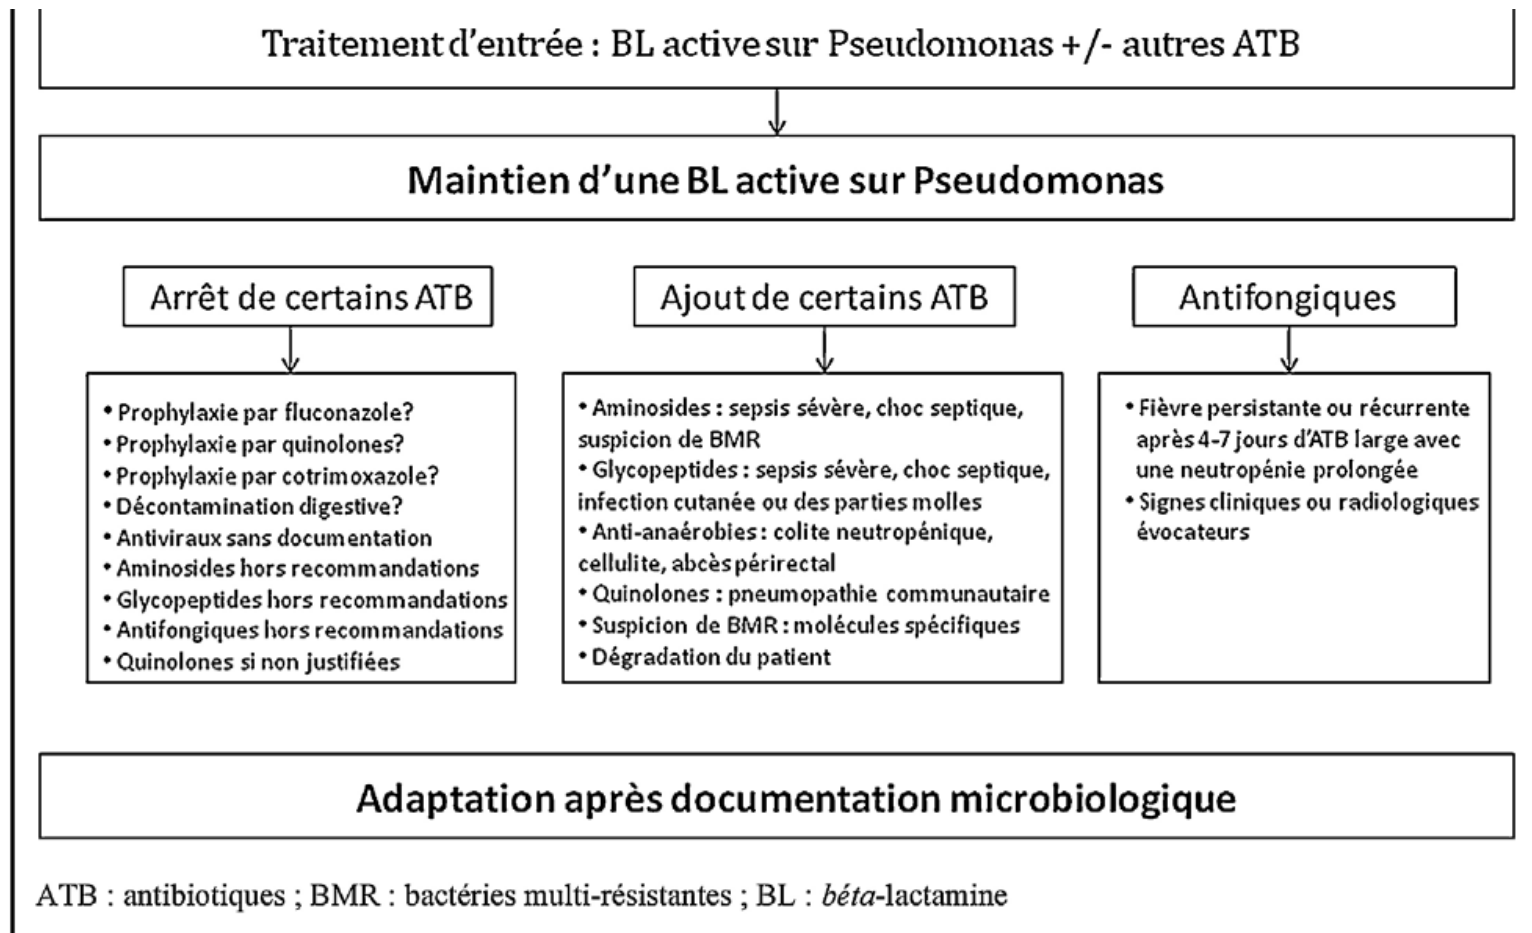 Traitement d'entrée : BL active sur Pseudomonas +/- autres ATB
Maintien d'une BL active sur Pseudomonas
Arrêt de certains ATB
• Prophylaxie par fluconazole?
• Prophylaxie par quinolones?
• Prophylaxie par cotrimoxazole?
• Décontamination digestive?
• Antiviraux sans documentation
• Aminosides hors recommandations
• Glycopeptides hors recommandations
• Antifongiques hors recommandations
• Quinolones si non justifiées
Ajout de certains ATB
• Aminosides : sepsis sévère, choc septique,
suspicion de BMR
• Glycopeptides : sepsis sévère, choc septique,
infection cutanée ou des parties molles
• Anti-anaérobies : colite neutropénique,
cellulite, abcès périrectal
• Quinolones : pneumopathie communautaire
• Suspicion de BMR : molécules spécifiques
• Dégradation du patient
Antifongiques
• Fièvre persistante ou récurrente
après 4-7 jours d'ATB large avec
une neutropénie prolongée
• Signes cliniques ou radiologiques
évocateurs
Adaptation après documentation microbiologique
ATB : antibiotiques ; BMR : bactéries multi-résistantes ; BL : béta-lactamine